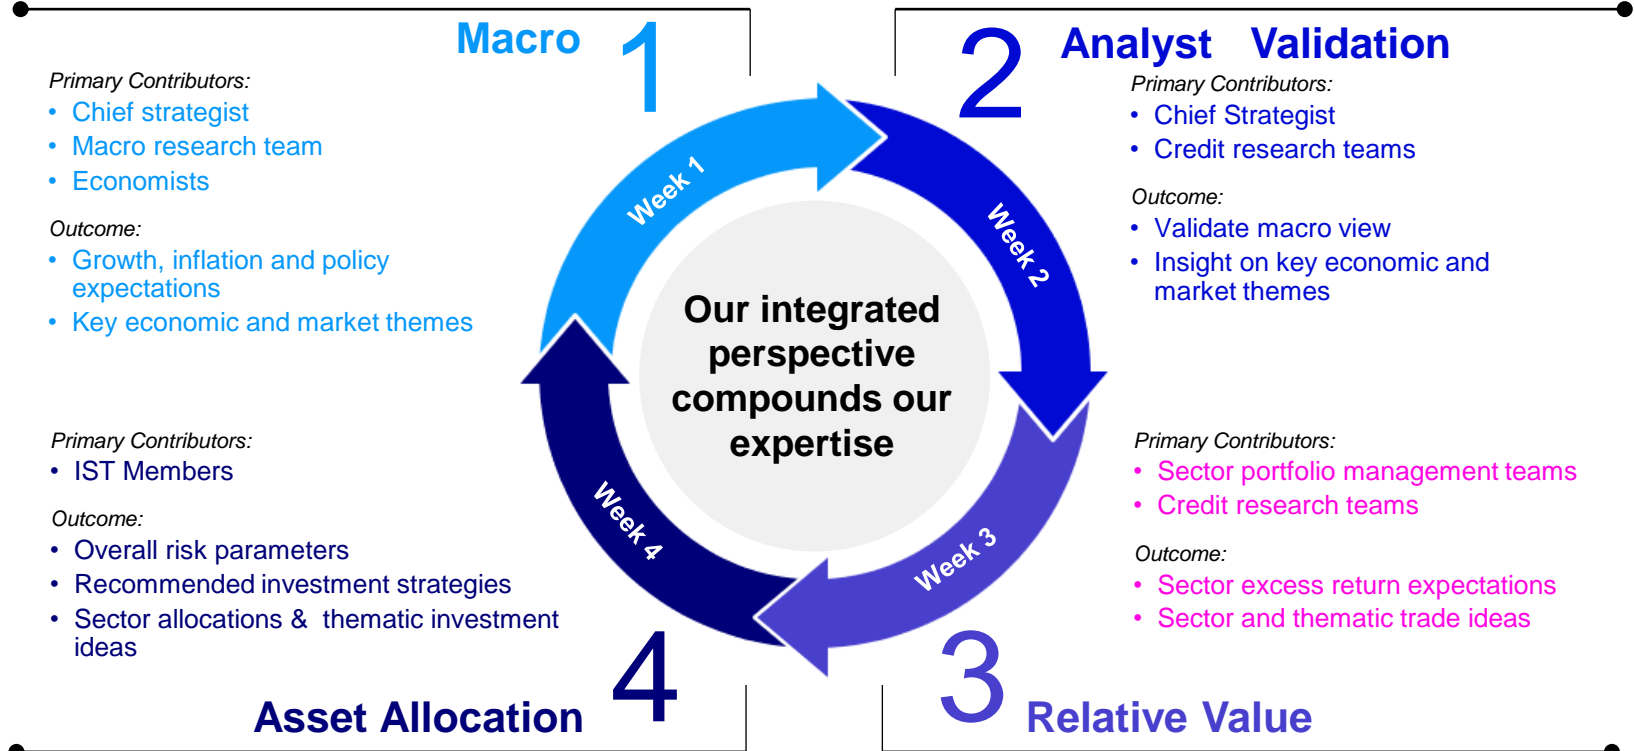 Macro
1
Primary Contributors:
• Chief strategist
• Macro research team
• Economists
Outcome:
• Growth, inflation and policy
expectations
• Key economic and market themes
2
Analyst Validation
Primary Contributors:
• Chief Strategist
• Credit research teams
Outcome:
• Validate macro view
• Insight on key economic and
market themes
Week 1
Week 2
Our integrated
perspective
compounds our
expertise
Week 3
Week 4
Primary Contributors:
• Sector portfolio management teams
• Credit research teams
Outcome:
• Sector excess return expectations
• Sector and thematic trade ideas
3
Relative Value
Primary Contributors:
• IST Members
Outcome:
• Overall risk parameters
• Recommended investment strategies
• Sector allocations & thematic investment
ideas
4
Asset Allocation